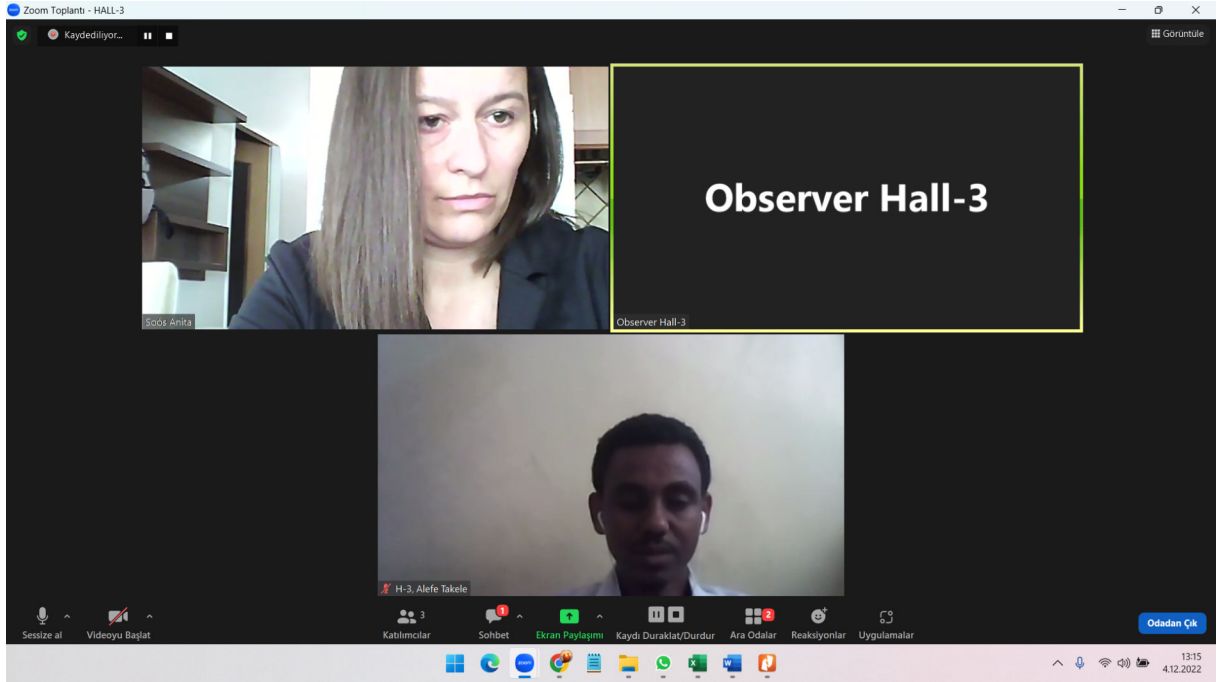 Zoom Toplantı - HALL-3
Kaydediliyor...
Görüntüle
Observer Hall-3
Soós Anita
Observer Hall-3
H-3, Alefe Takele
Sessize al
Videoyu Başlat
3
Katılımcılar
1
Sohbet
Ekran Paylaşımı
Kaydı Duraklat/Durdur
2
Ara Odalar
Reaksiyonlar
Uygulamalar
Odadan Çık
zoom
13:15
4.12.2022